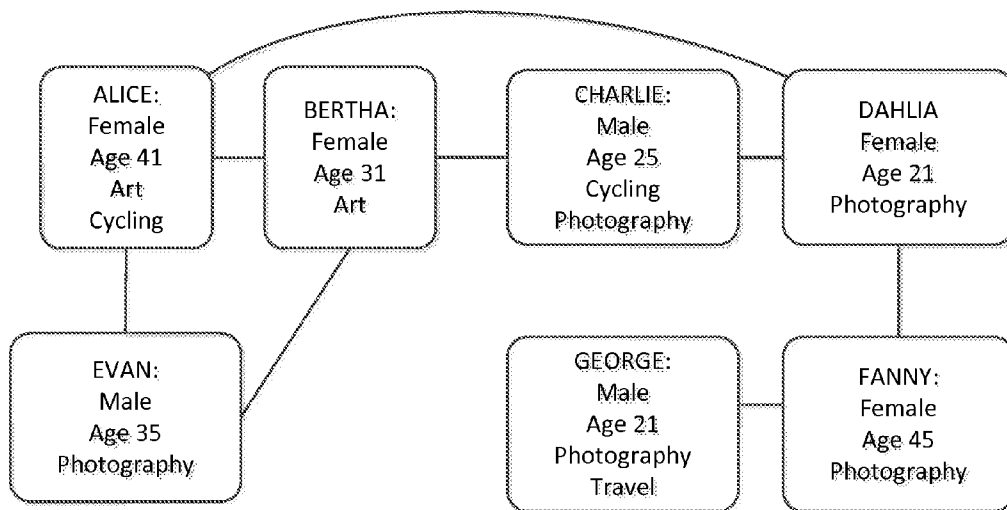 ALICE:
Female
Age 41
Art
Cycling
BERTHA:
Female
Age 31
Art
CHARLIE:
Male
Age 25
Cycling
Photography
DAHLIA
Female
Age 21
Photography
EVAN:
Male
Age 35
Photography
GEORGE:
Male
Age 21
Photography
Travel
FANNY:
Female
Age 45
Photography